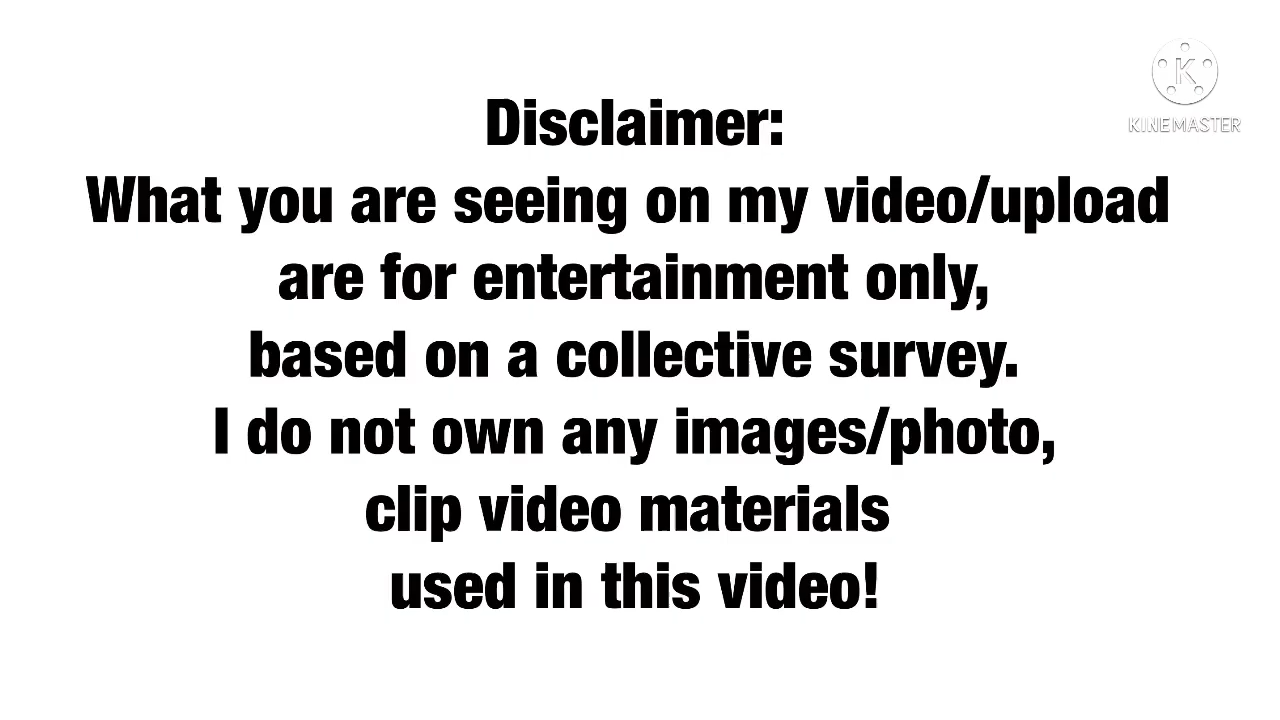 K
KINEMASTER
Disclaimer:
What you are seeing on my video/upload
are for entertainment only,
based on a collective survey.
I do not own any images/photo,
clip video materials
used in this video!